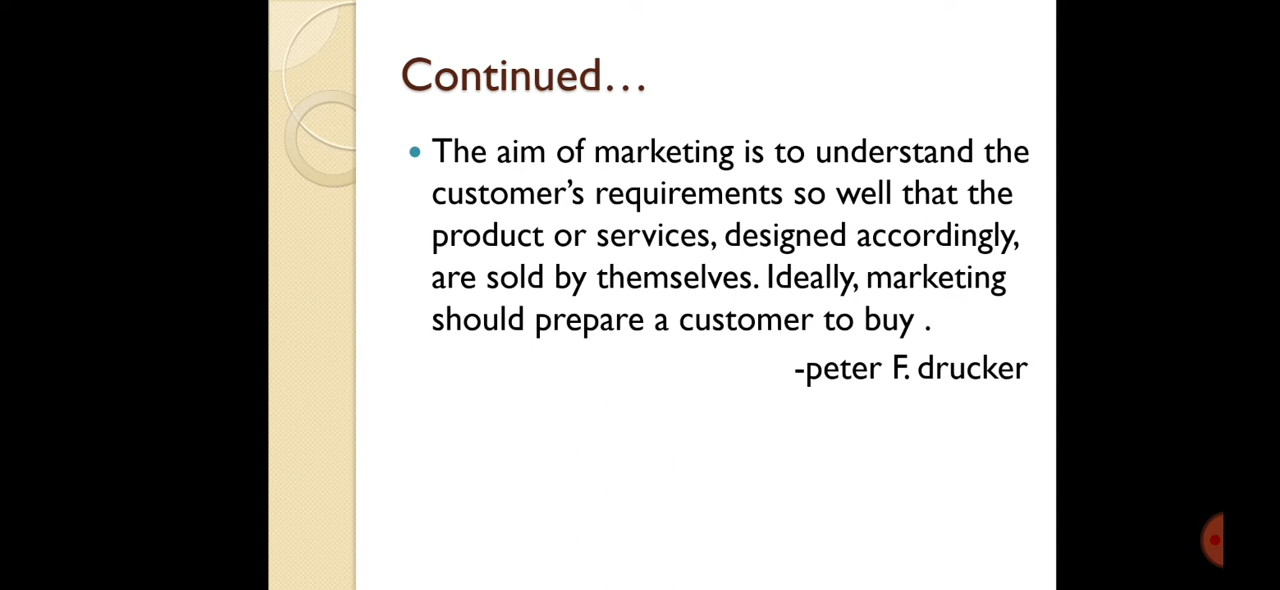 Continued...
The aim of marketing is to understand the
customer's requirements so well that the
product or services, designed accordingly,
are sold by themselves. Ideally, marketing
should prepare a customer to buy .
-peter F. drucker